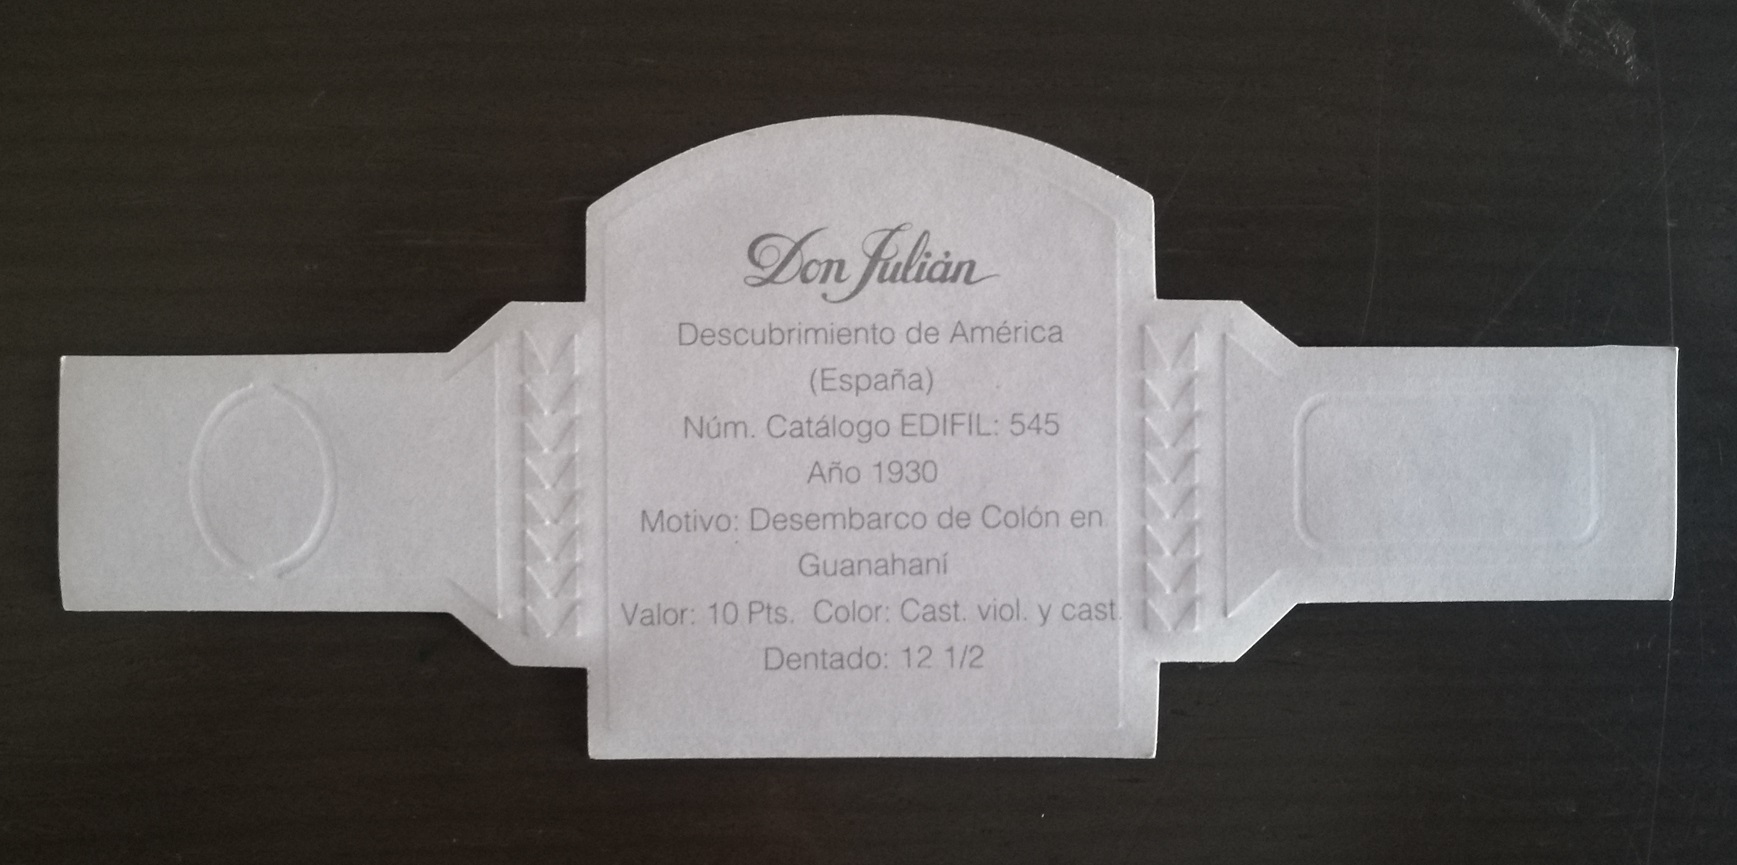 Don Julián
Descubrimiento de América
(España)
Núm. Catálogo EDIFIL: 545
Año 1930
Motivo: Desembarco de Colón en
Guanahaní
Valor: 10 Pts. Color: Cast. viol. y cast.
Dentado: 12 1/2